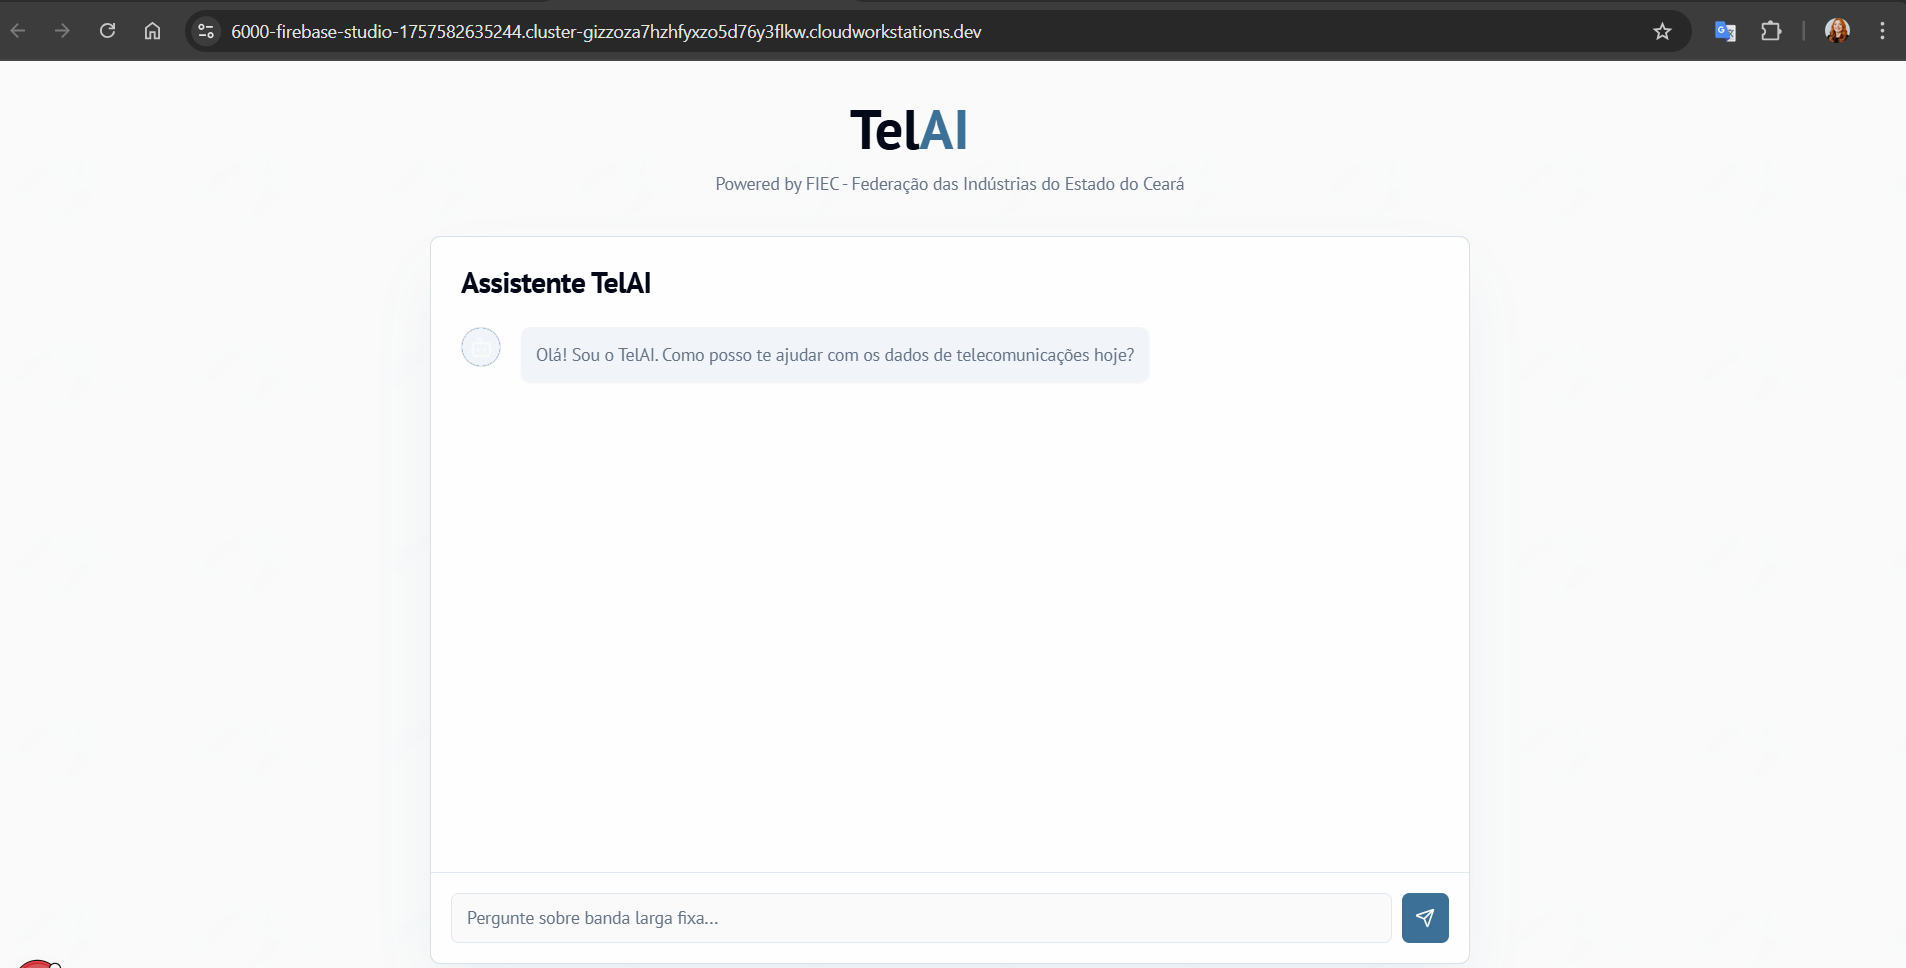 6000-firebase-studio-1757582635244.cluster-gizzoza7hzhfyxzo5d76y3flkw.cloudworkstations.dev
TelAI
Powered by FIEC - Federação das Indústrias do Estado do Ceará
Assistente TelAI
Olá! Sou o TelAI. Como posso te ajudar com os dados de telecomunicações hoje?
Pergunte sobre banda larga fixa...